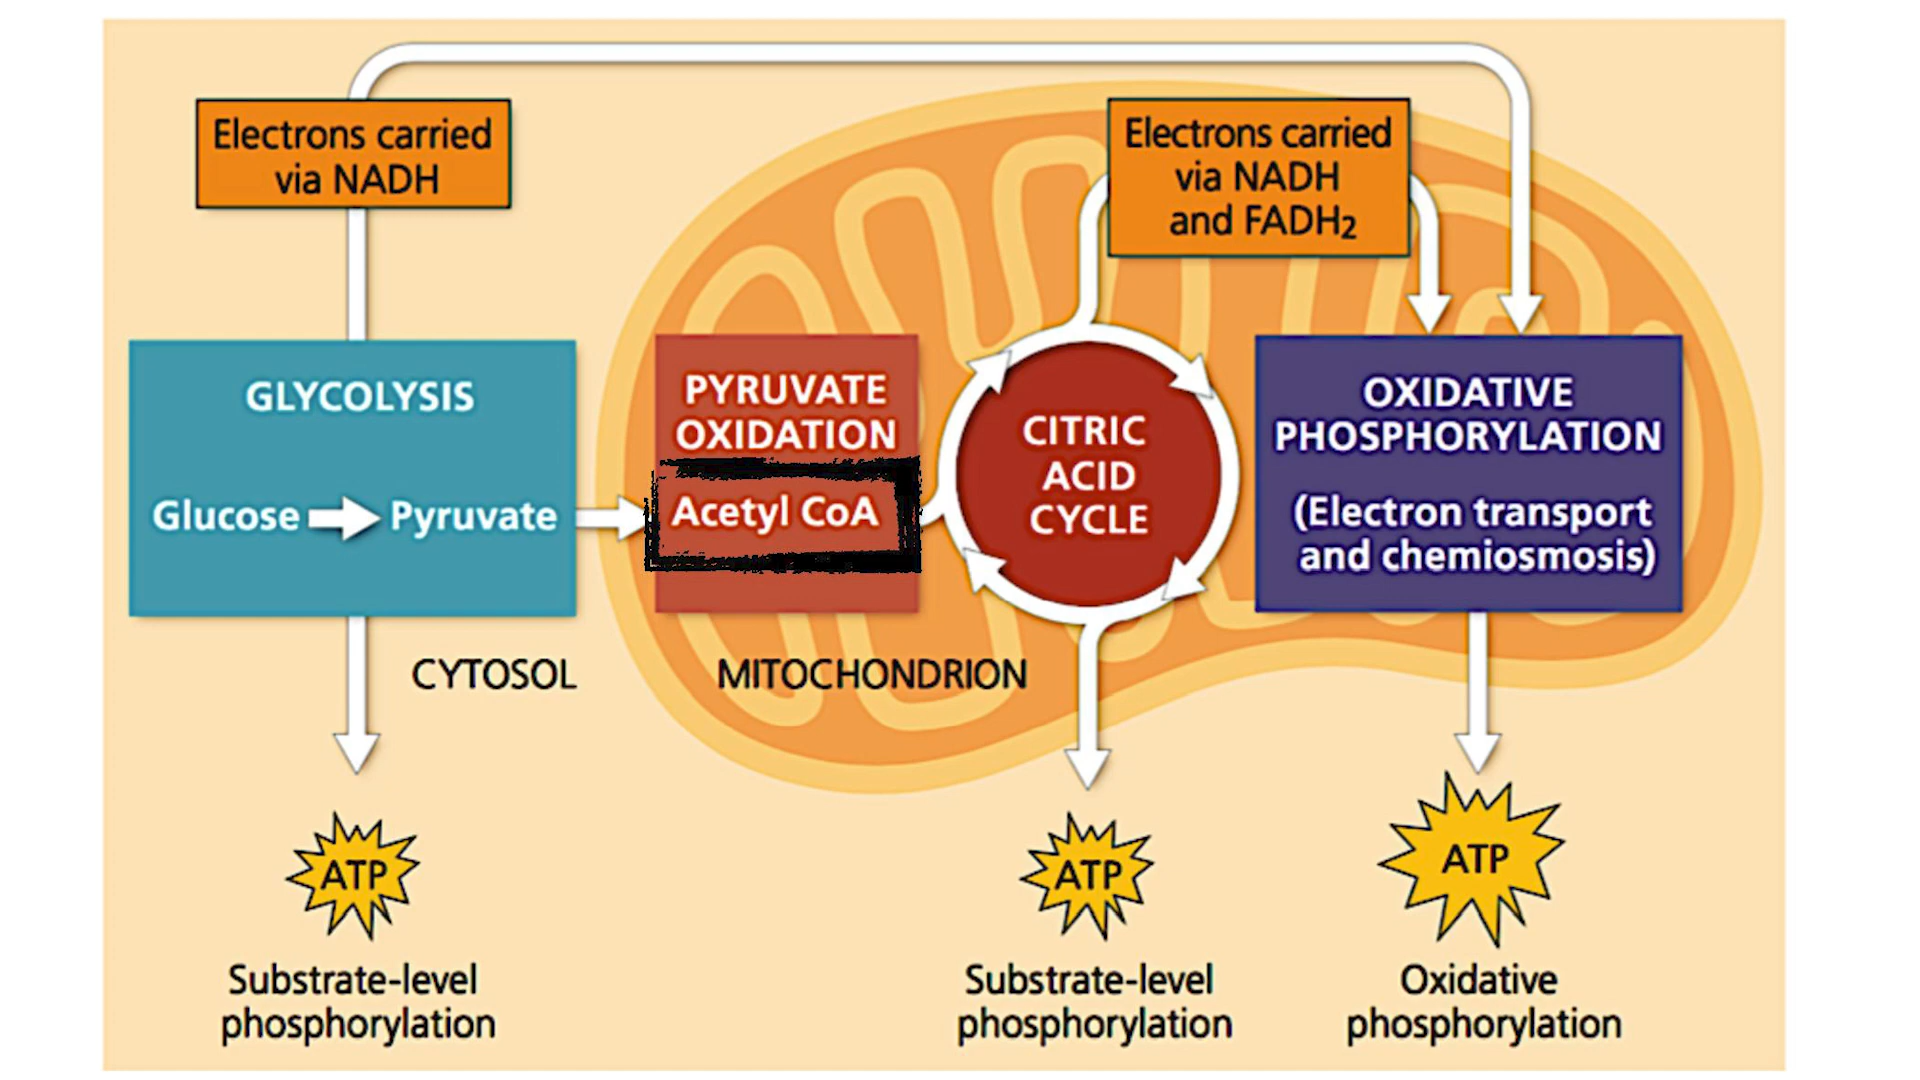 Electrons carried
via NADH
Electrons carried
via NADH
and FADH₂
GLYCOLYSIS
Glucose Pyruvate
PYRUVATE
OXIDATION
Acetyl CoA
CITRIC
ACID
CYCLE
OXIDATIVE
PHOSPHORYLATION
(Electron transport
and chemiosmosis)
CYTOSOL
MITOCHONDRION
ATP
Substrate-level
phosphorylation
ATP
Substrate-level
phosphorylation
ATP
Oxidative
phosphorylation